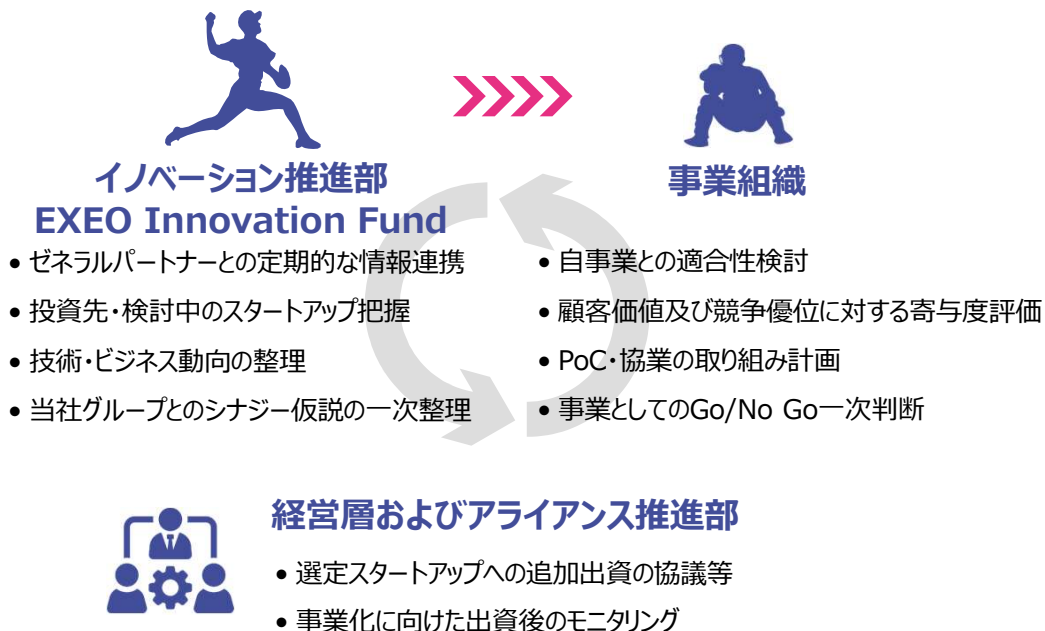 イノベーション推進部
EXEO Innovation Fund
• ゼネラルパートナーとの定期的な情報連携
• 投資先・検討中のスタートアップ把握
• 技術・ビジネス動向の整理
• 当社グループとのシナジー仮説の一次整理
事業組織
• 自事業との適合性検討
• 顧客価値及び競争優位に対する寄与度評価
• PoC・協業の取り組み計画
• 事業としてのGo/No Go一次判断
経営層およびアライアンス推進部
• 選定スタートアップへの追加出資の協議等
• 事業化に向けた出資後のモニタリング